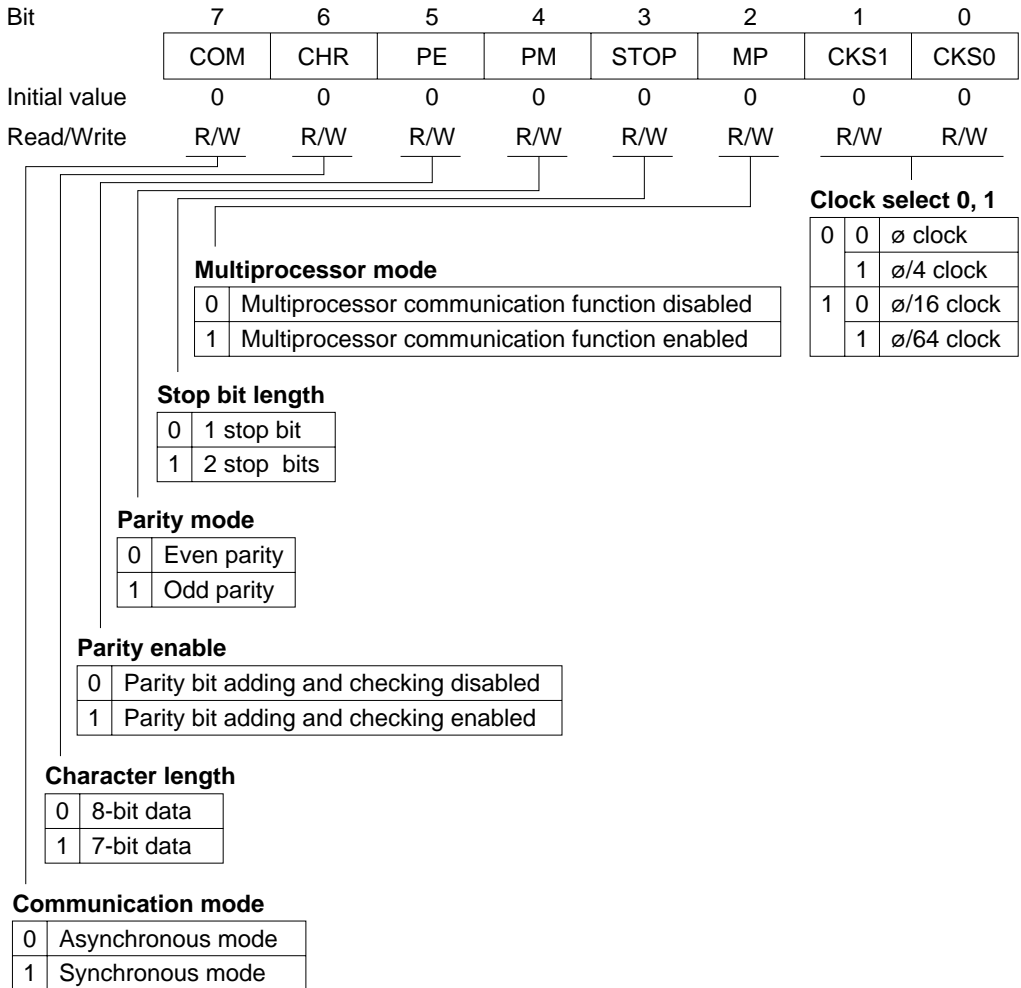 Bit 7 6 5 4 3 2 1 0
COM CHR PE PM STOP MP CKS1 CKS0
Initial value 0 0 0 0 0 0 0 0
Read/Write R/W R/W R/W R/W R/W R/W R/W R/W
Clock select 0, 1
0 0 ø clock
1 ø/4 clock
1 0 ø/16 clock
1 ø/64 clock
Multiprocessor mode
0 Multiprocessor communication function disabled
1 Multiprocessor communication function enabled
Stop bit length
0 1 stop bit
1 2 stop bits
Parity mode
0 Even parity
1 Odd parity
Parity enable
0 Parity bit adding and checking disabled
1 Parity bit adding and checking enabled
Character length
0 8-bit data
1 7-bit data
Communication mode
0 Asynchronous mode
1 Synchronous mode